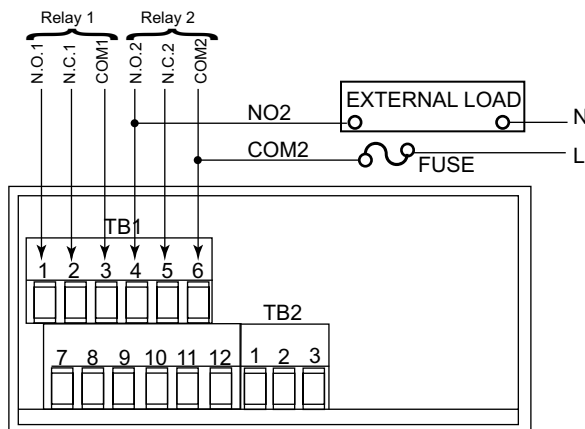 Relay 1 Relay 2
N.O.1 N.C.1 COM1 N.O.2 N.C.2 COM2
EXTERNAL LOAD
NO2 N
COM2 L
FUSE
TB1
1 2 3 4 5 6
TB2
7 8 9 10 11 12 1 2 3